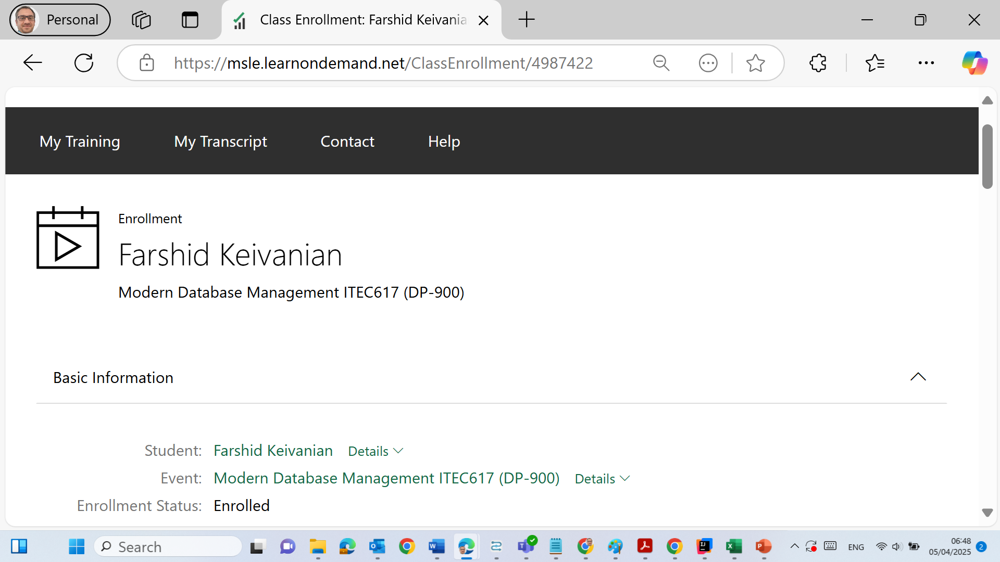 Personal
Class Enrollment: Farshid Keivania
https://msle.learnondemand.net/ClassEnrollment/4987422
My Training My Transcript Contact Help
Enrollment
Farshid Keivanian
Modern Database Management ITEC617 (DP-900)
Basic Information
Student: Farshid Keivanian Details
Event: Modern Database Management ITEC617 (DP-900) Details
Enrollment Status: Enrolled
Search
ENG
06:48
05/04/2025
2